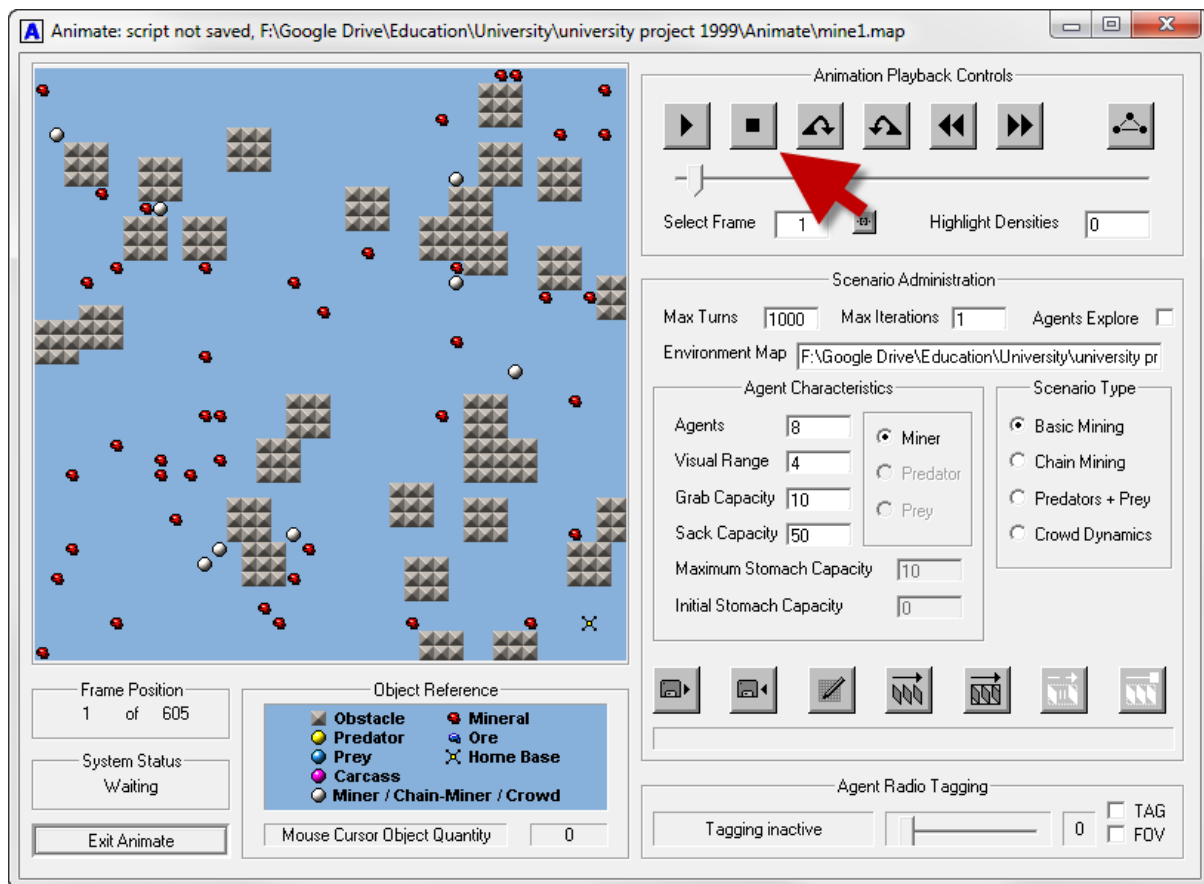 Animate: script not saved, F:\Google Drive\Education\University\university project 1999\Animate\mine1.map
Animation Playback Controls
Select Frame 1 Highlight Densities 0
Scenario Administration
Max Turns 1000 Max Iterations 1 Agents Explore
Environment Map F:\Google Drive\Education\University\university pr
Agent Characteristics
Agents 8
Visual Range 4
Grab Capacity 10
Sack Capacity 50
Maximum Stomach Capacity 10
Initial Stomach Capacity 0
Miner
Predator
Prey
Scenario Type
Basic Mining
Chain Mining
Predators + Prey
Crowd Dynamics
Frame Position
1 of 605
System Status
Waiting
Exit Animate
Object Reference
Obstacle Mineral
Predator Ore
Prey Home Base
Carcass
Miner / Chain-Miner / Crowd
Mouse Cursor Object Quantity 0
Agent Radio Tagging
Tagging inactive 0
TAG
FOV